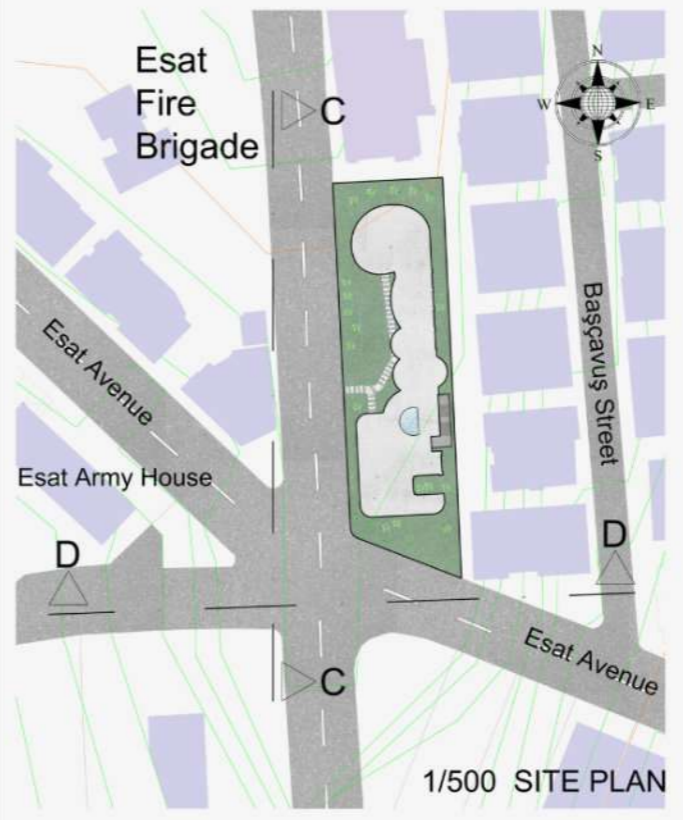 Esat
Fire
Brigade
C
N
W
E
S
Başçavuş Street
Esat Avenue
Esat Army House
D
D
Esat Avenue
C
1/500 SITE PLAN